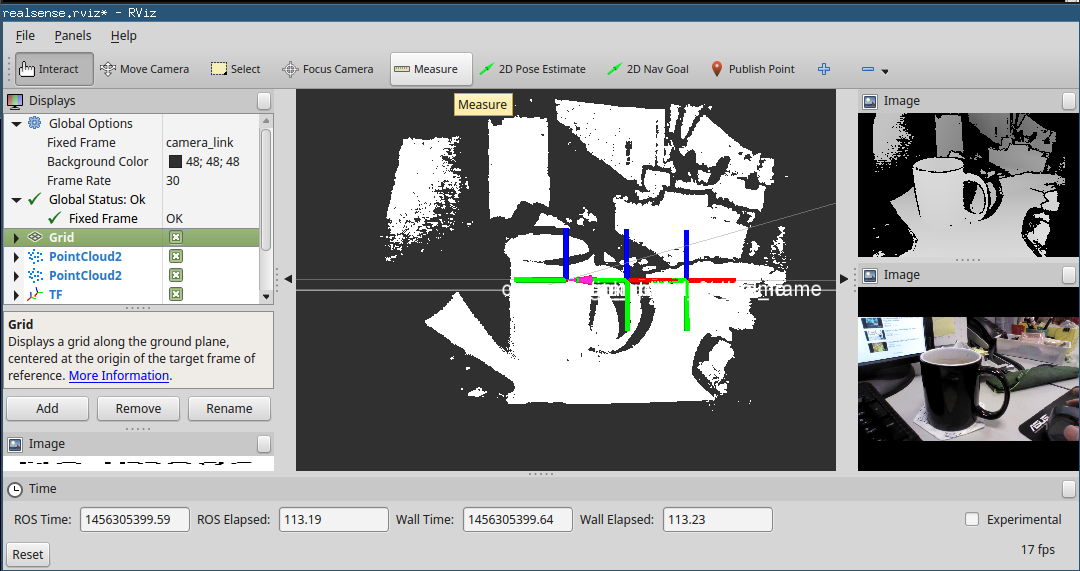 realsense.rviz* - RViz
File Panels Help
Interact Move Camera Select Focus Camera Measure 2D Pose Estimate 2D Nav Goal Publish Point
Measure
Displays
Global Options
Fixed Frame camera_link
Background Color 48; 48; 48
Frame Rate 30
Global Status: Ok
Fixed Frame OK
Grid
PointCloud2
PointCloud2
TF
Grid
Displays a grid along the ground plane,
centered at the origin of the target frame of
reference. More Information.
Add Remove Rename
Image
Image
Image
ASUS
Time
ROS Time: 1456305399.59 ROS Elapsed: 113.19 Wall Time: 1456305399.64 Wall Elapsed: 113.23 Experimental
Reset 17 fps